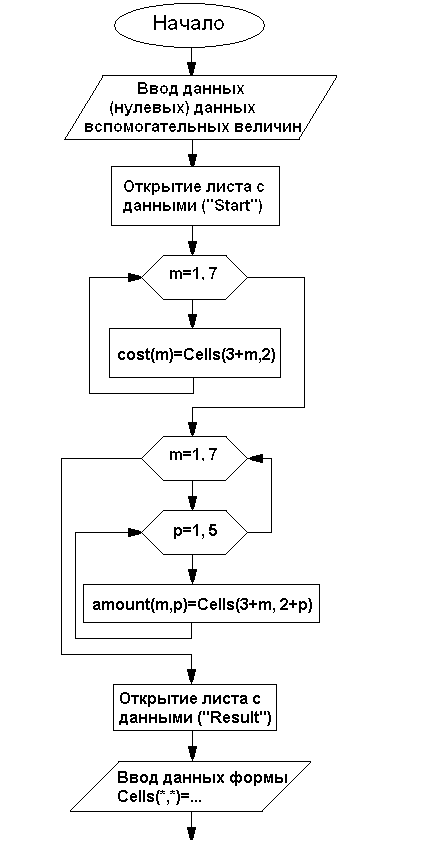 Начало
Ввод данных
(нулевых) данных
вспомогательных величин
Открытие листа с
данными ("Start")
m=1, 7
cost(m)=Cells(3+m,2)
m=1, 7
p=1, 5
amount(m,p)=Cells(3+m, 2+p)
Открытие листа с
данными ("Result")
Ввод данных формы
Cells(*,*)=...